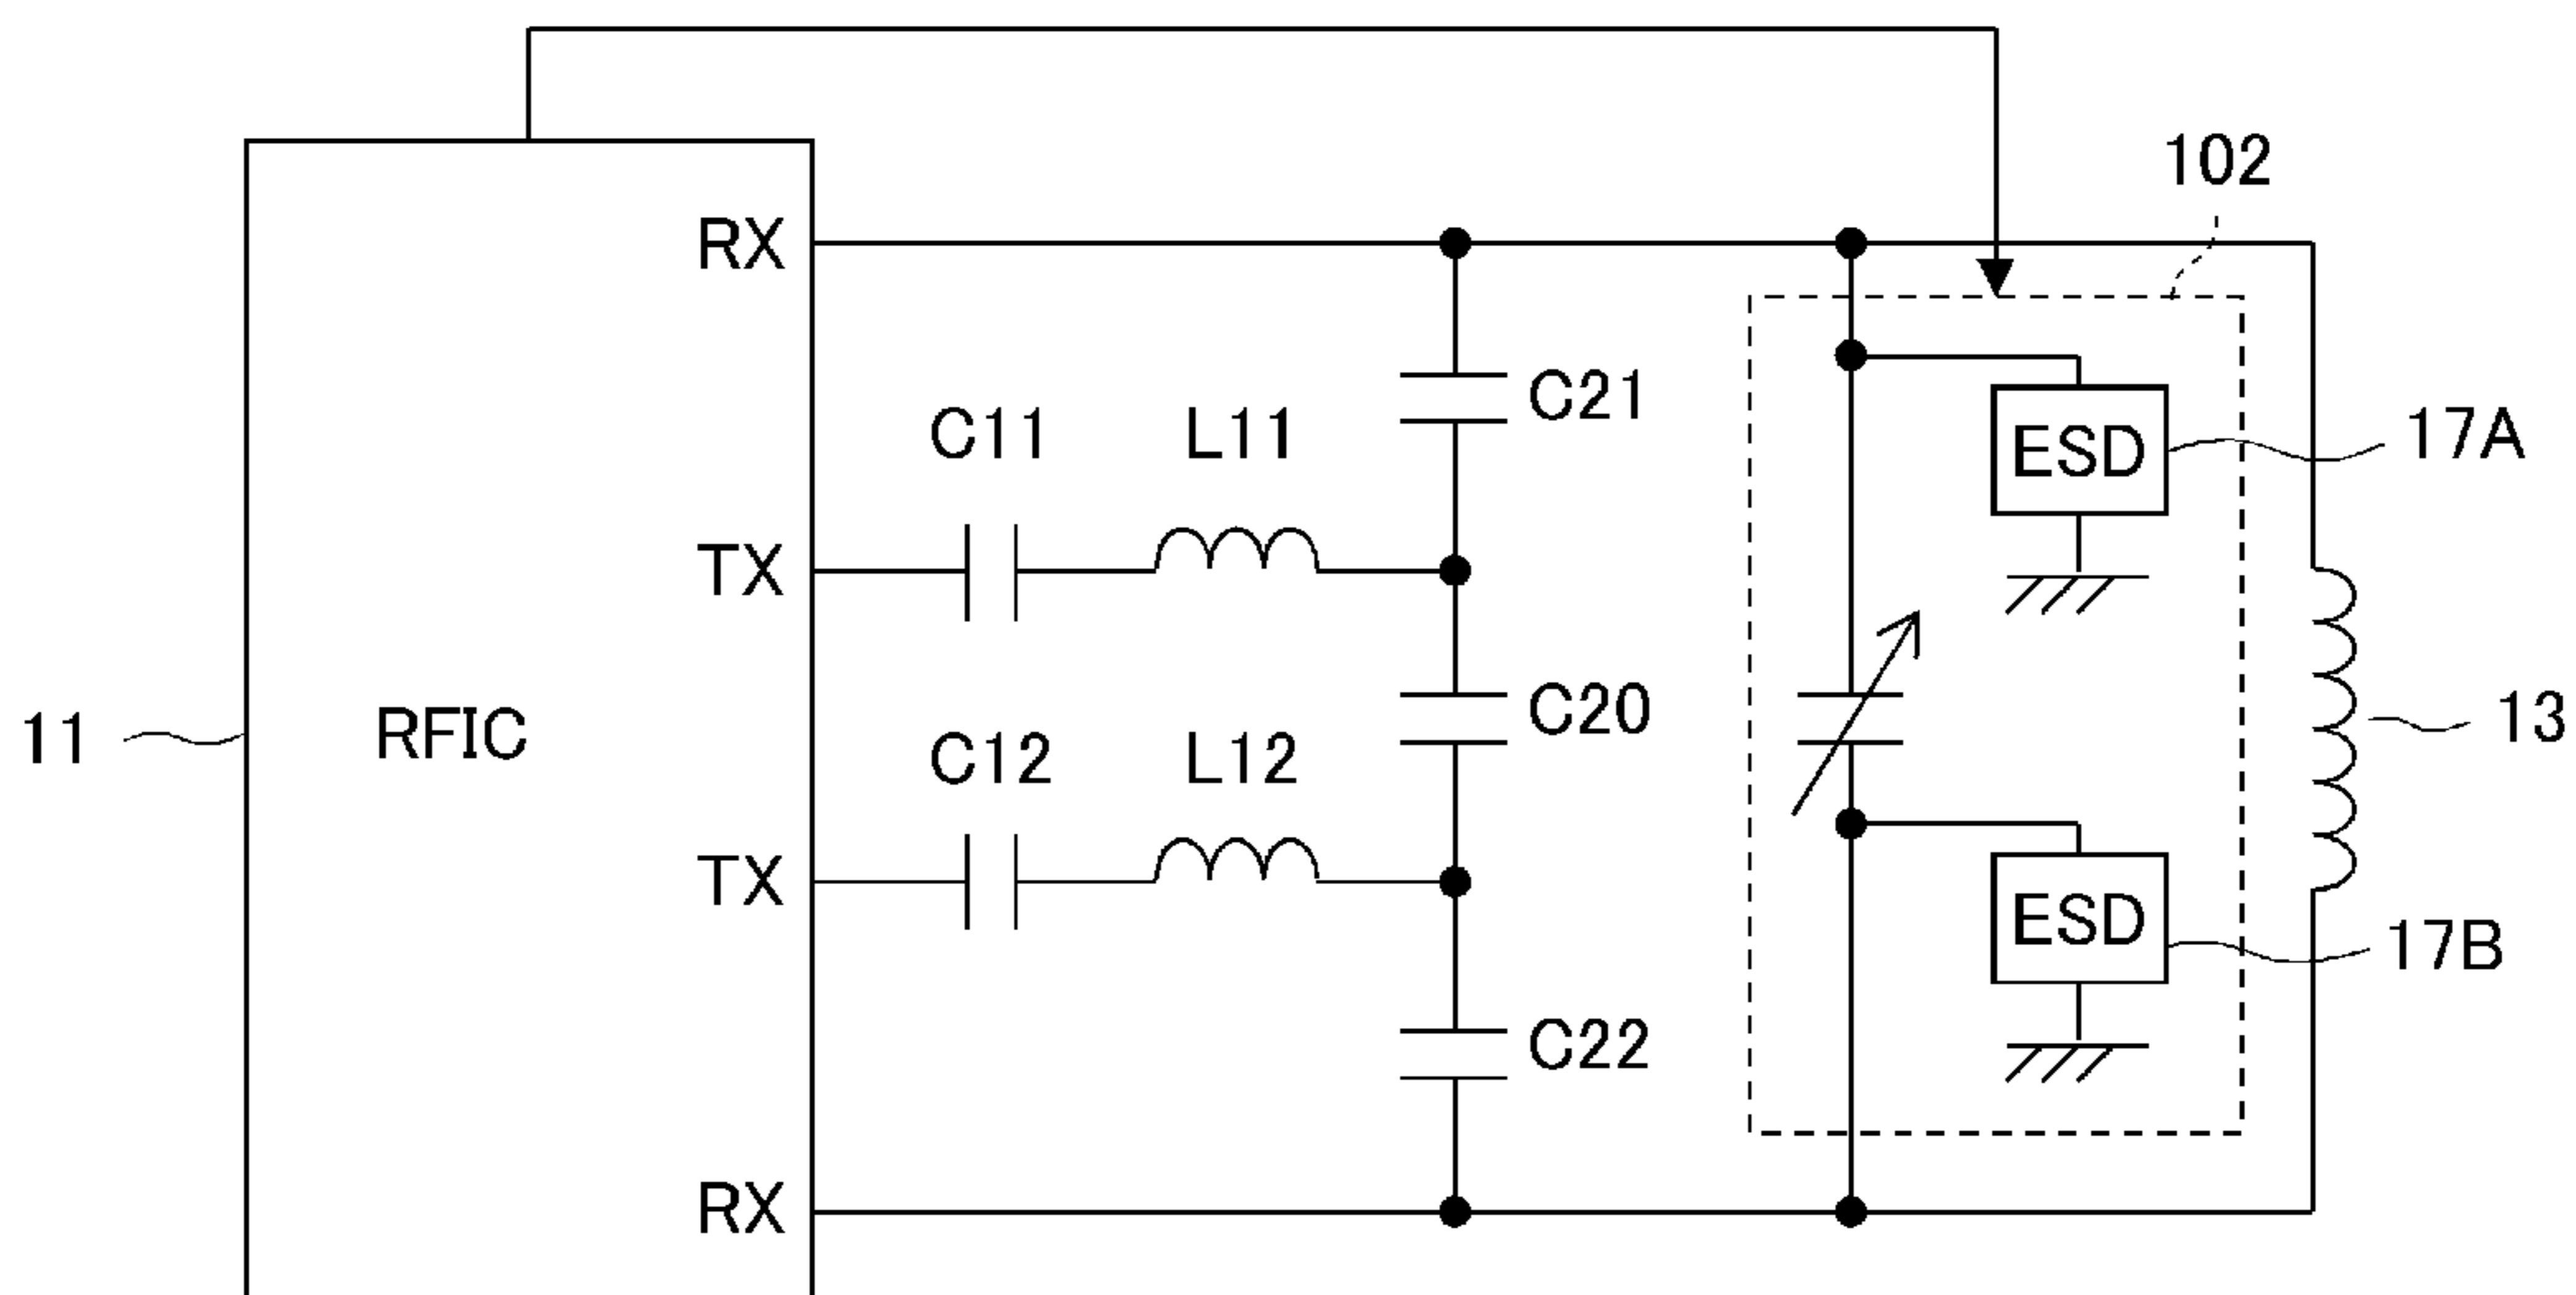 102
RX
C21
17A
ESD
C11
L11
TX
C20
13
11
RFIC
C12
L12
TX
ESD
17B
C22
RX